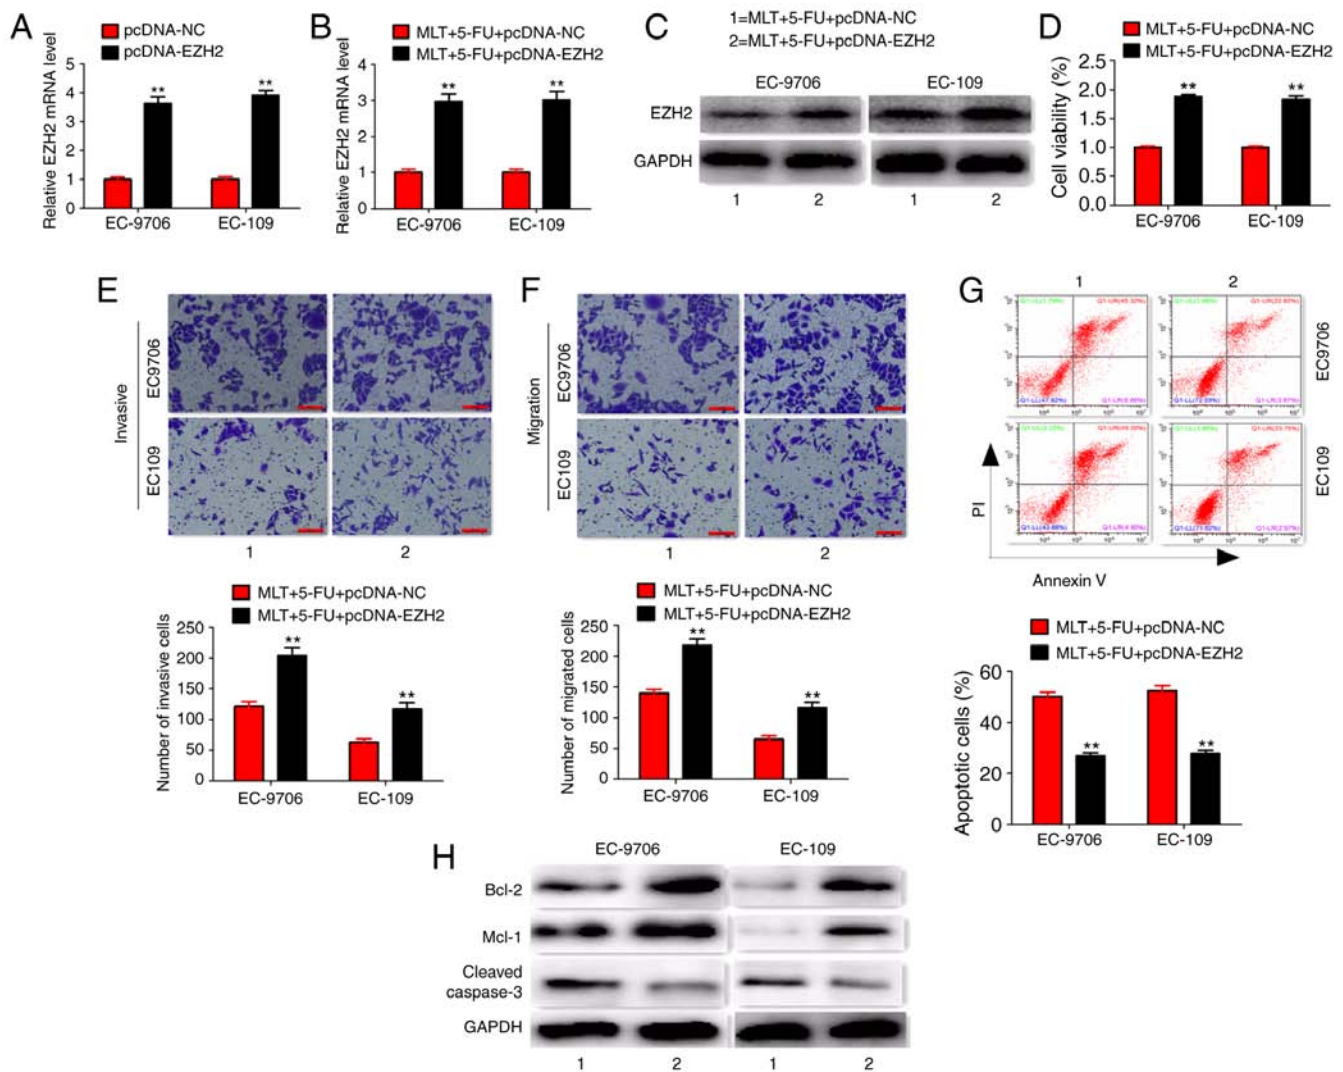 A
pcDNA-NC
pcDNA-EZH2
Relative EZH2 mRNA level
5
4
3
2
1
0
** **
EC-9706 EC-109
B
MLT+5-FU+pcDNA-NC
MLT+5-FU+pcDNA-EZH2
Relative EZH2 mRNA level
4
3
2
1
0
** **
EC-9706 EC-109
C
1=MLT+5-FU+pcDNA-NC
2=MLT+5-FU+pcDNA-EZH2
EC-9706 EC-109
EZH2
GAPDH
1 2 1 2
D
MLT+5-FU+pcDNA-NC
MLT+5-FU+pcDNA-EZH2
Cell viability (%)
2.5
2.0
1.5
1.0
0.5
0.0
** **
EC-9706 EC-109
E
Invasive
EC9706
EC109
1 2
MLT+5-FU+pcDNA-NC
MLT+5-FU+pcDNA-EZH2
Number of invasive cells
250
200
150
100
50
0
** **
EC-9706 EC-109
F
Migration
EC9706
EC109
1 2
MLT+5-FU+pcDNA-NC
MLT+5-FU+pcDNA-EZH2
Number of migrated cells
250
200
150
100
50
0
** **
EC-9706 EC-109
G
1 2
EC9706
EC109
PI
Annexin V
MLT+5-FU+pcDNA-NC
MLT+5-FU+pcDNA-EZH2
Apoptotic cells (%)
60
40
20
0
** **
EC-9706 EC-109
H
EC-9706 EC-109
Bcl-2
Mcl-1
Cleaved
caspase-3
GAPDH
1 2 1 2